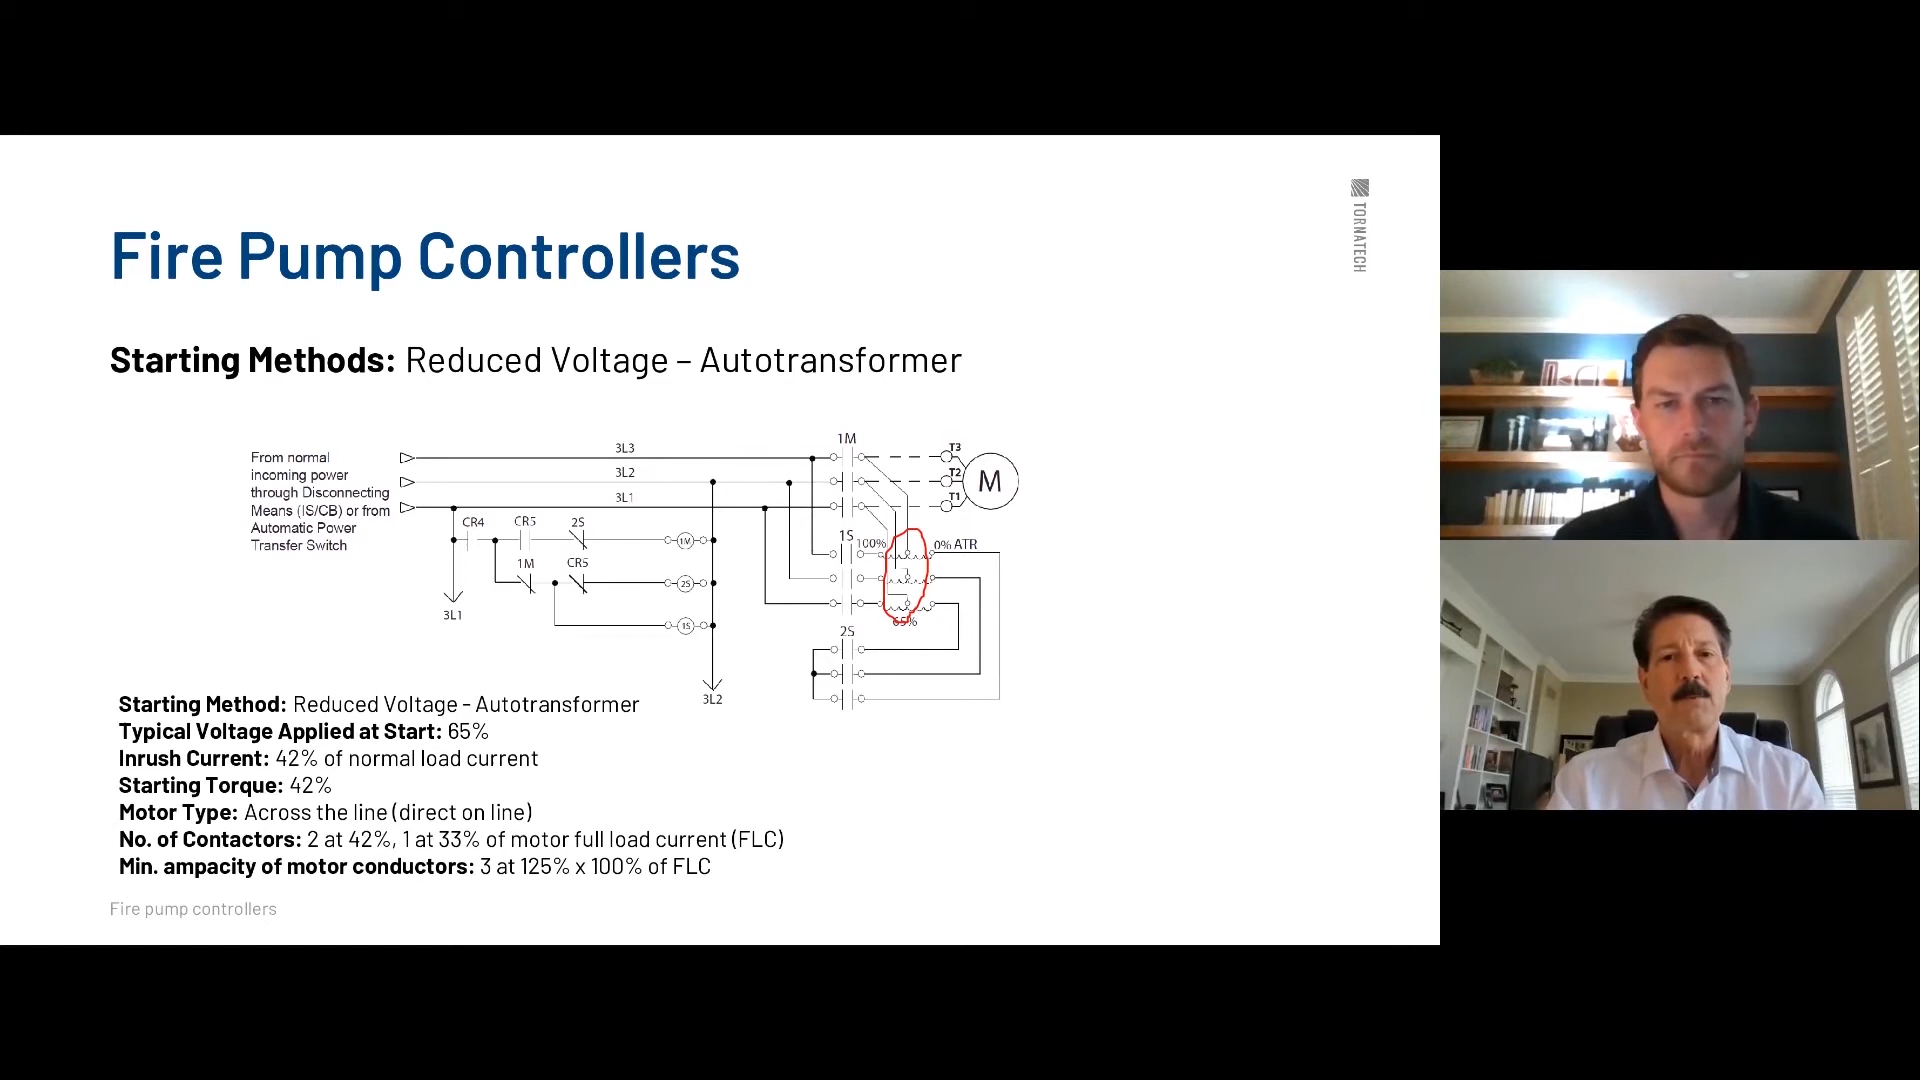 TORNATECH
Fire Pump Controllers
Starting Methods: Reduced Voltage – Autotransformer
From normal
incoming power
through Disconnecting
Means (IS/CB) or from
Automatic Power
Transfer Switch
3L3
3L2
3L1
1M
T3
T2
T1
M
CR4
CR5
2S
1M
1M
CR5
2S
1S
3L1
3L2
1S
100%
0% ATR
65%
2S
Starting Method: Reduced Voltage - Autotransformer
Typical Voltage Applied at Start: 65%
Inrush Current: 42% of normal load current
Starting Torque: 42%
Motor Type: Across the line (direct on line)
No. of Contactors: 2 at 42%, 1 at 33% of motor full load current (FLC)
Min. ampacity of motor conductors: 3 at 125% x 100% of FLC
Fire pump controllers